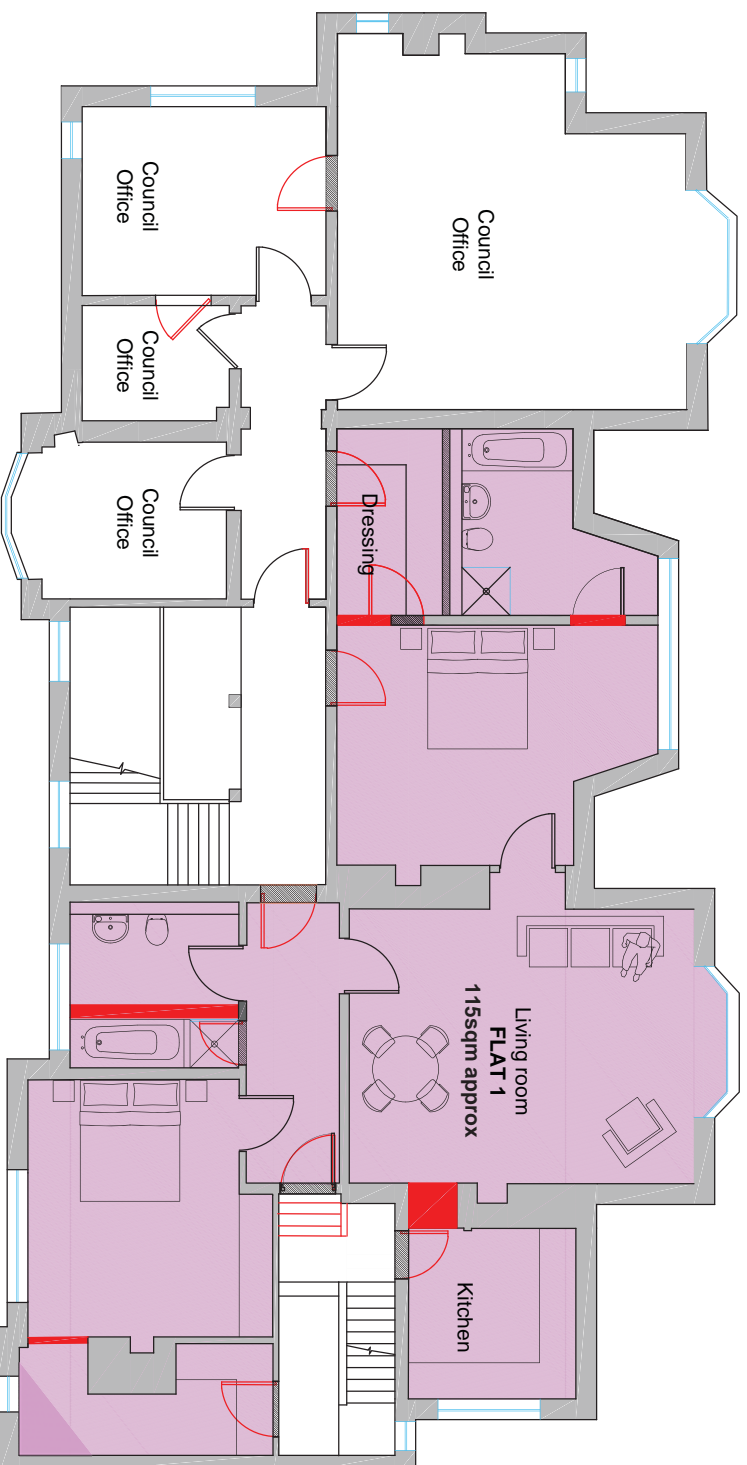 Council
Office
Council
Office
Council
Office
Council
Office
Dressing
Living room
FLAT 1
115sqm approx
Kitchen